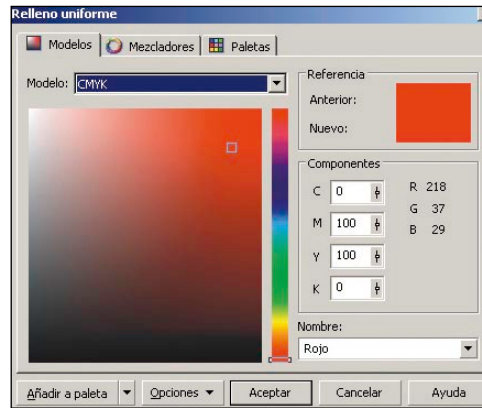 Relleno uniforme
Modelos Mezcladores Paletas
Modelo: CMYK
Referencia
Anterior:
Nuevo:
Componentes
C 0 R 218
G 37
M 100 B 29
Y 100
K 0
Nombre:
Rojo
Añadir a paleta Opciones Aceptar Cancelar Ayuda